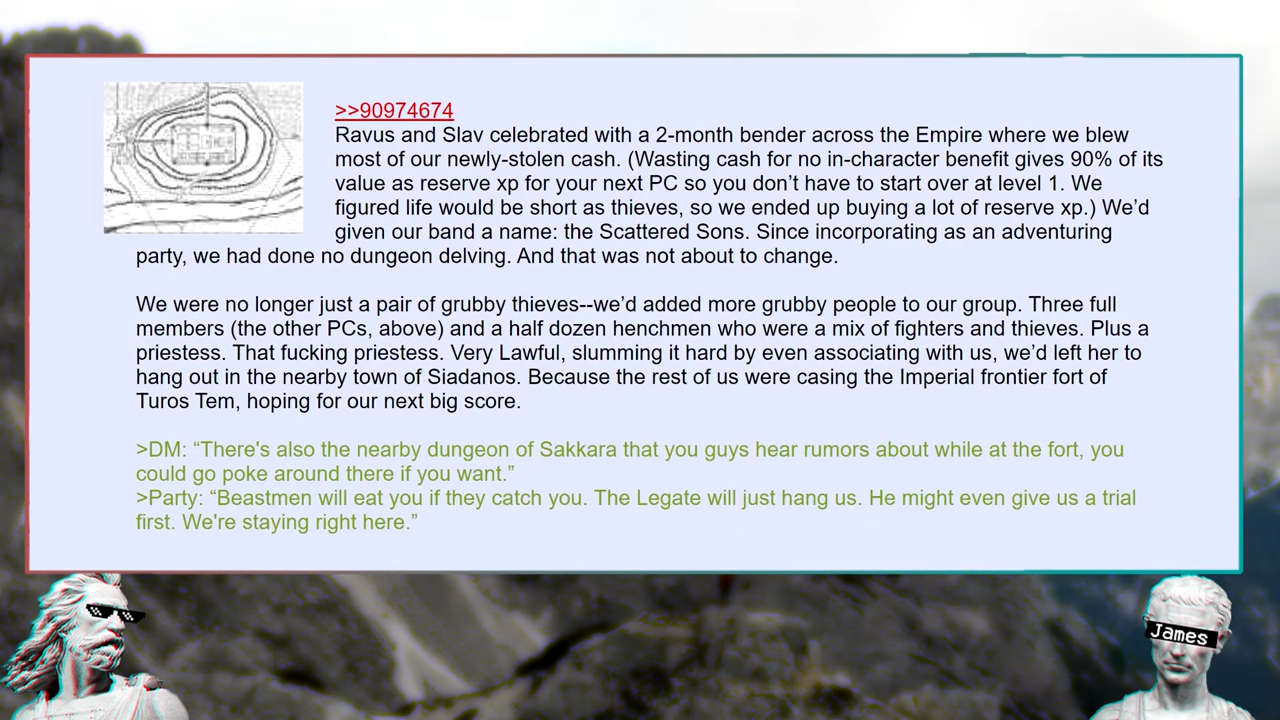 >>90974674
Ravus and Slav celebrated with a 2-month bender across the Empire where we blew
most of our newly-stolen cash. (Wasting cash for no in-character benefit gives 90% of its
value as reserve xp for your next PC so you don’t have to start over at level 1. We
figured life would be short as thieves, so we ended up buying a lot of reserve xp.) We’d
given our band a name: the Scattered Sons. Since incorporating as an adventuring
party, we had done no dungeon delving. And that was not about to change.
We were no longer just a pair of grubby thieves--we’d added more grubby people to our group. Three full
members (the other PCs, above) and a half dozen henchmen who were a mix of fighters and thieves. Plus a
priestess. That fucking priestess. Very Lawful, slumming it hard by even associating with us, we’d left her to
hang out in the nearby town of Siadanos. Because the rest of us were casing the Imperial frontier fort of
Turos Tem, hoping for our next big score.
>DM: “There's also the nearby dungeon of Sakkara that you guys hear rumors about while at the fort, you
could go poke around there if you want.”
>Party: “Beastmen will eat you if they catch you. The Legate will just hang us. He might even give us a trial
first. We're staying right here.”
James